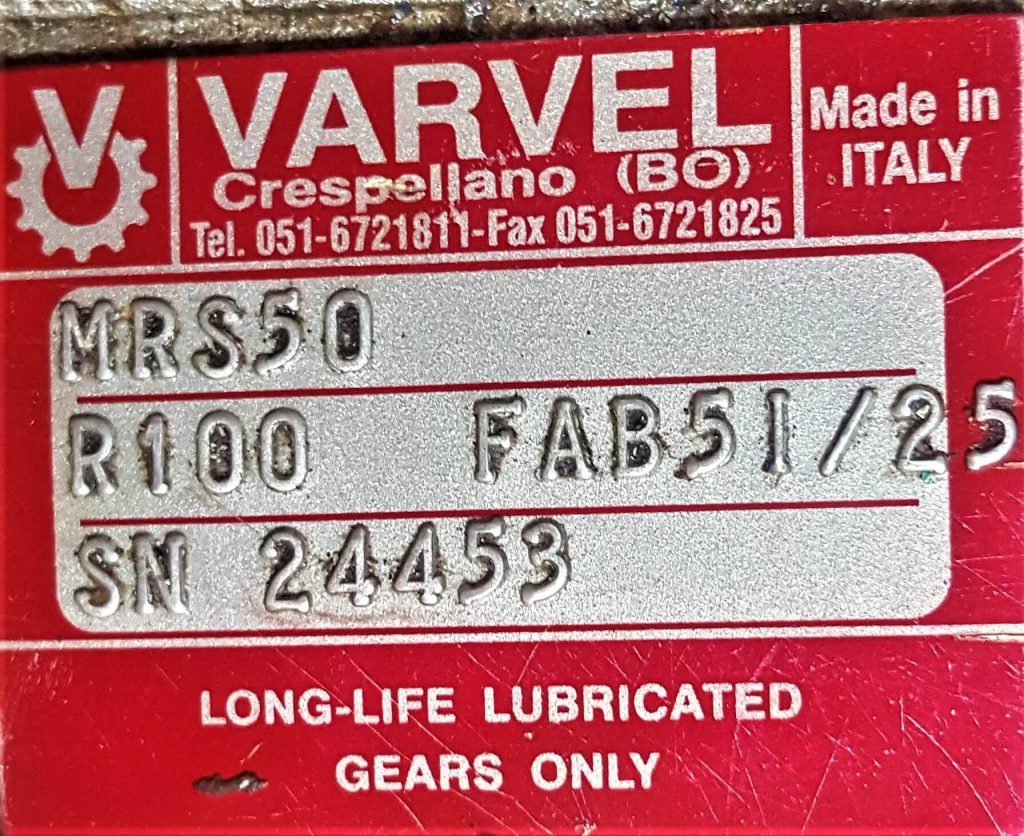 V
VARVEL
Crespellano (BO)
Tel. 051-6721811-Fax 051-6721825
Made in
ITALY
MRS50
R100 FAB51/25
SN 24453
LONG-LIFE LUBRICATED
GEARS ONLY